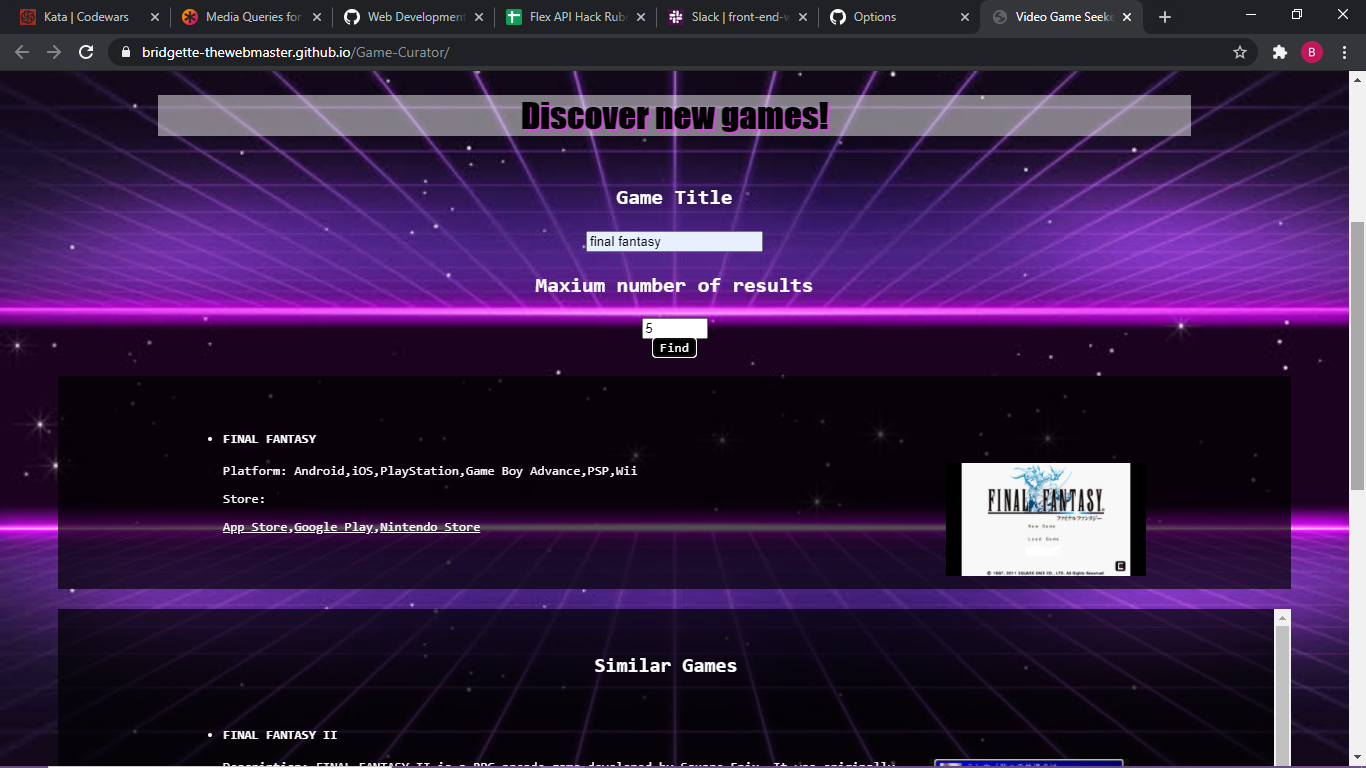 Kata | Codewars
Media Queries for
Web Development
Flex API Hack Rubr
Slack | front-end-w
Options
Video Game Seeke
bridgette-thewebmaster.github.io/Game-Curator/
B
Discover new games!
Game Title
final fantasy
Maxium number of results
5
Find
FINAL FANTASY
Platform: Android,iOS,PlayStation,Game Boy Advance,PSP,Wii
Store:
App Store,Google Play,Nintendo Store
FINAL FANTASY
ファイナルファンタジー
New Game
Load Game
© 1987, 2011 SQUARE ENIX CO., LTD. All Rights Reserved
C
Similar Games
FINAL FANTASY II
Description: FINAL FANTASY II is a RPG arcade game developed by Square Enix. It was originally